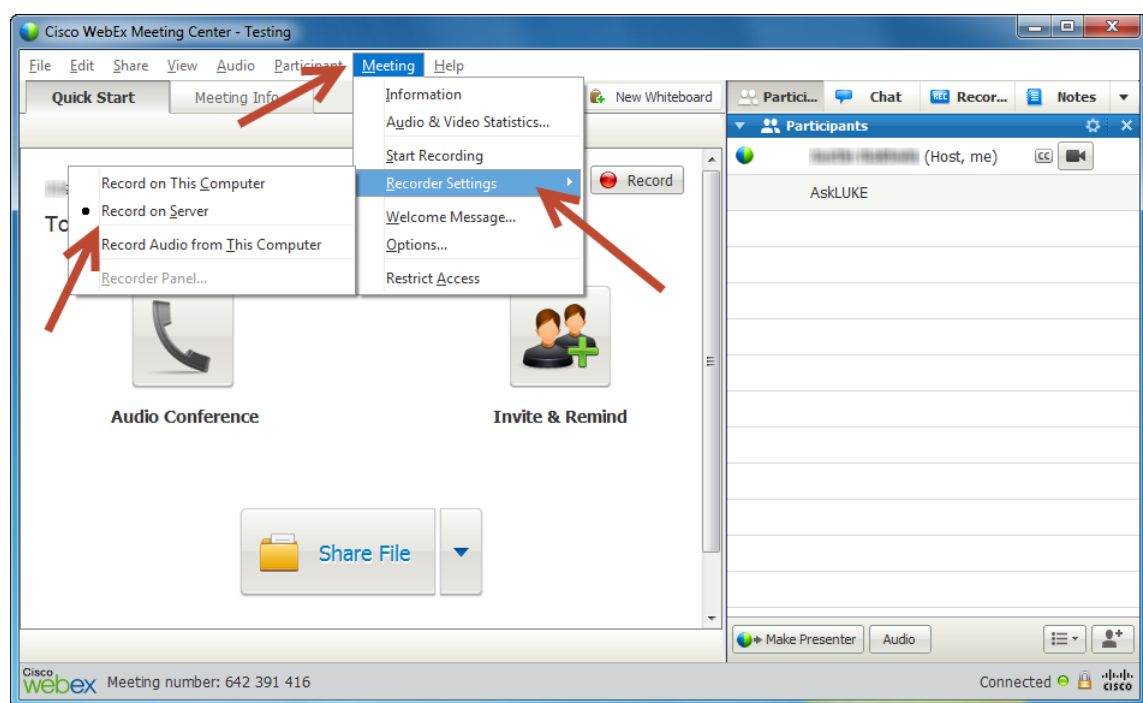 Cisco WebEx Meeting Center - Testing
File Edit Share View Audio Participant Meeting Help
Quick Start Meeting Info New Whiteboard
Partici... Chat REC Recor... Notes
Information
Audio & Video Statistics...
Start Recording
Recorder Settings
Welcome Message...
Options...
Restrict Access
Record on This Computer
Record on Server
Record Audio from This Computer
Recorder Panel...
Record
To
Participants
(Host, me) CC
AskLUKE
Audio Conference Invite & Remind
Share File
Make Presenter Audio
Cisco webex Meeting number: 642 391 416 Connected cisco